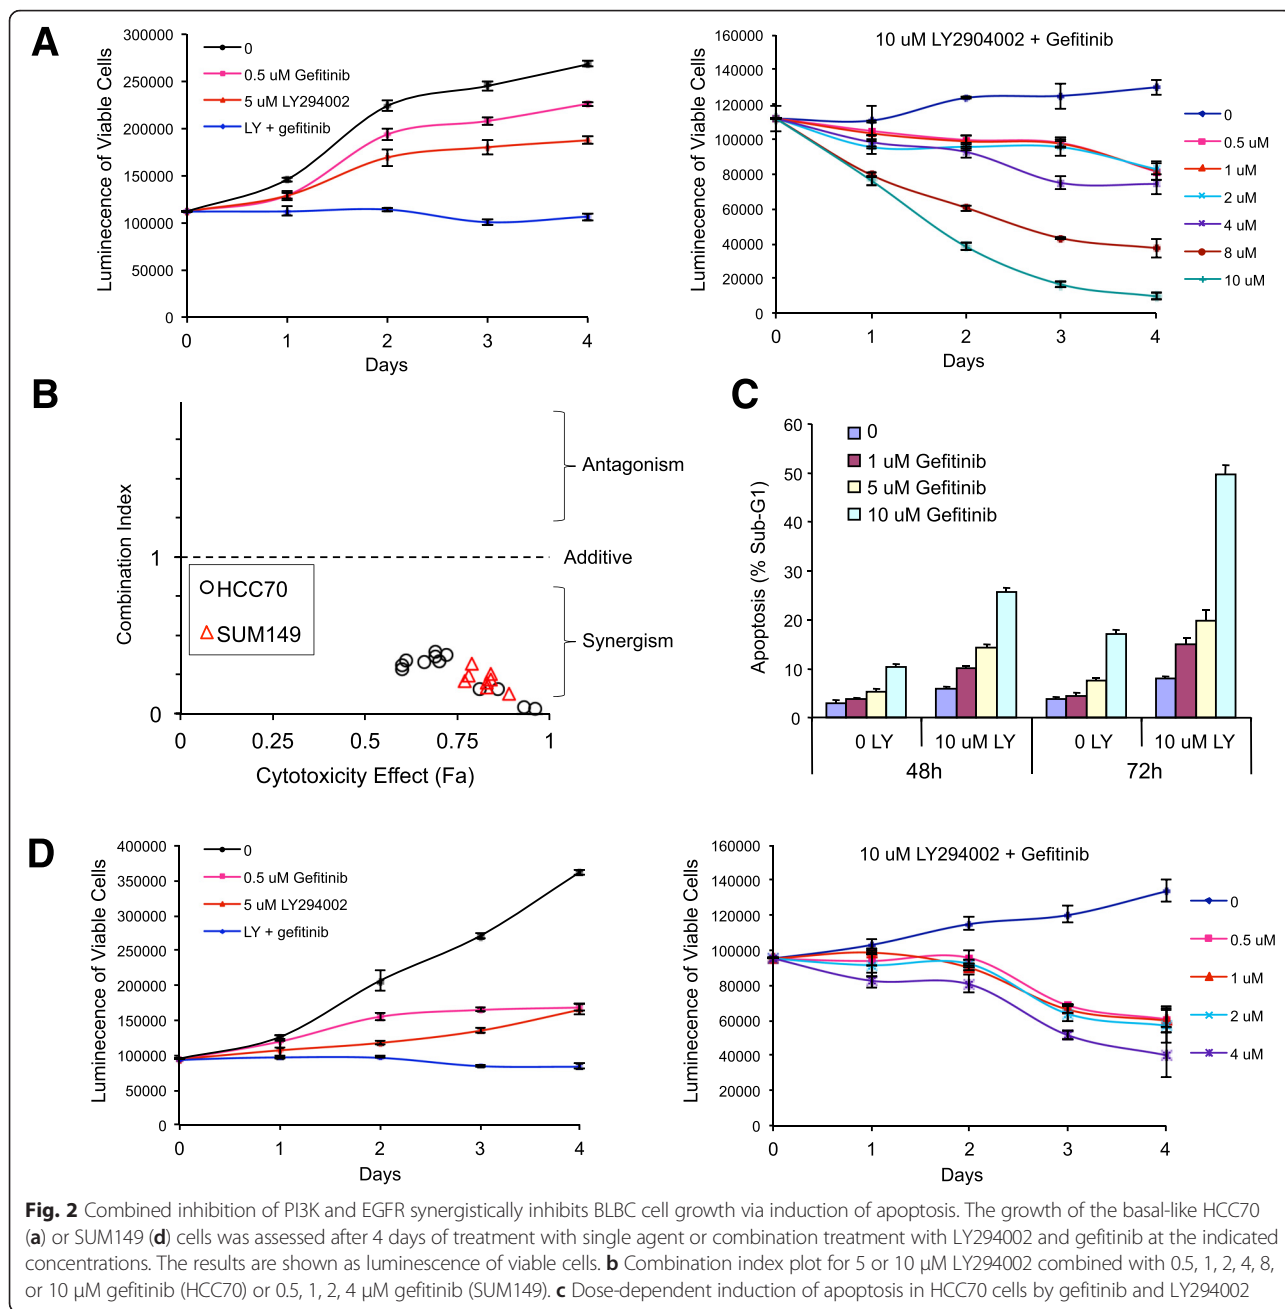 A
300000
250000
200000
150000
100000
50000
0
Luminecence of Viable Cells
0
0.5 uM Gefitinib
5 uM LY294002
LY + gefitinib
0 1 2 3 4
Days
10 uM LY2904002 + Gefitinib
160000
140000
120000
100000
80000
60000
40000
20000
0
Luminecence of Viable Cells
0
0.5 uM
1 uM
2 uM
4 uM
8 uM
10 uM
0 1 2 3 4
Days
B
Combination Index
1
0
Antagonism
Additive
Synergism
HCC70
SUM149
0 0.25 0.5 0.75 1
Cytotoxicity Effect (Fa)
C
60
50
40
30
20
10
0
Apoptosis (% Sub-G1)
0
1 uM Gefitinib
5 uM Gefitinib
10 uM Gefitinib
0 LY 10 uM LY 0 LY 10 uM LY
48h 72h
D
400000
350000
300000
250000
200000
150000
100000
50000
0
Luminecence of Viable Cells
0
0.5 uM Gefitinib
5 uM LY294002
LY + gefitinib
0 1 2 3 4
Days
10 uM LY294002 + Gefitinib
160000
140000
120000
100000
80000
60000
40000
20000
0
Luminecence of Viable Cells
0
0.5 uM
1 uM
2 uM
4 uM
0 1 2 3 4
Days
Fig. 2 Combined inhibition of PI3K and EGFR synergistically inhibits BLBC cell growth via induction of apoptosis. The growth of the basal-like HCC70
(a) or SUM149 (d) cells was assessed after 4 days of treatment with single agent or combination treatment with LY294002 and gefitinib at the indicated
concentrations. The results are shown as luminescence of viable cells. b Combination index plot for 5 or 10 μM LY294002 combined with 0.5, 1, 2, 4, 8,
or 10 μM gefitinib (HCC70) or 0.5, 1, 2, 4 μM gefitinib (SUM149). c Dose-dependent induction of apoptosis in HCC70 cells by gefitinib and LY294002